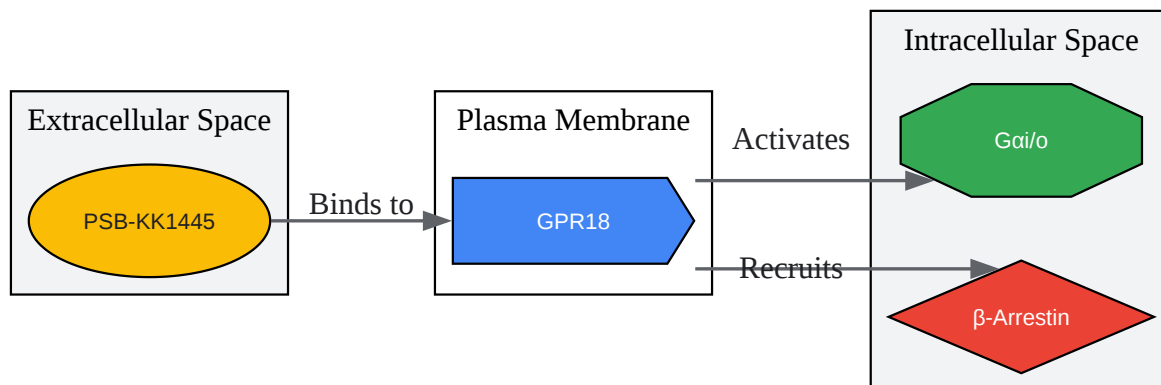 Extracellular Space
PSB-KK1445
Binds to
Plasma Membrane
GPR18
Activates
Recruits
Intracellular Space
Gαi/o
β-Arrestin